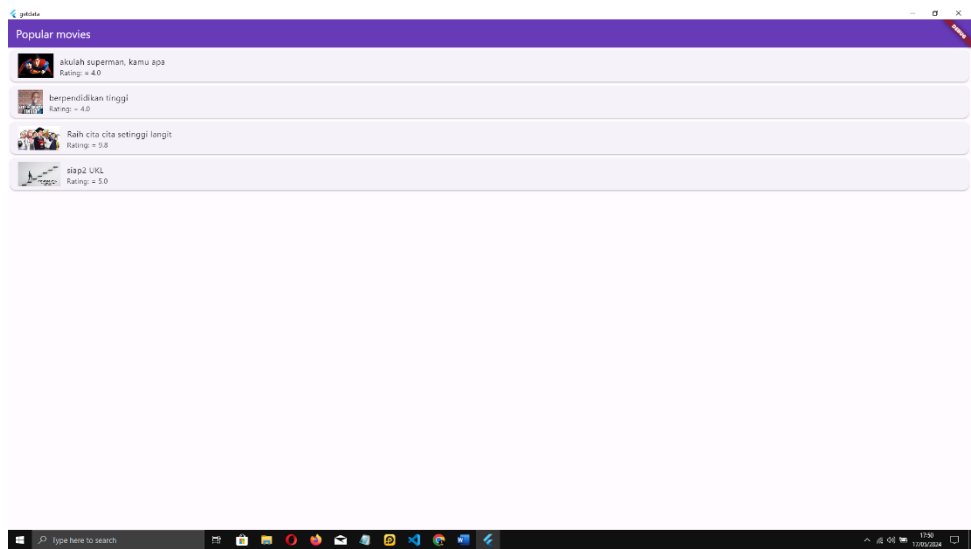 getdata
DEBUG
Popular movies
akulah superman, kamu apa
Rating: = 4.0
berpendidikan tinggi
Rating: = 4.0
Raih cita cita setinggi langit
Rating: = 9.8
siap2 UKL
Rating: = 5.0
Type here to search
17:50
17/05/2024